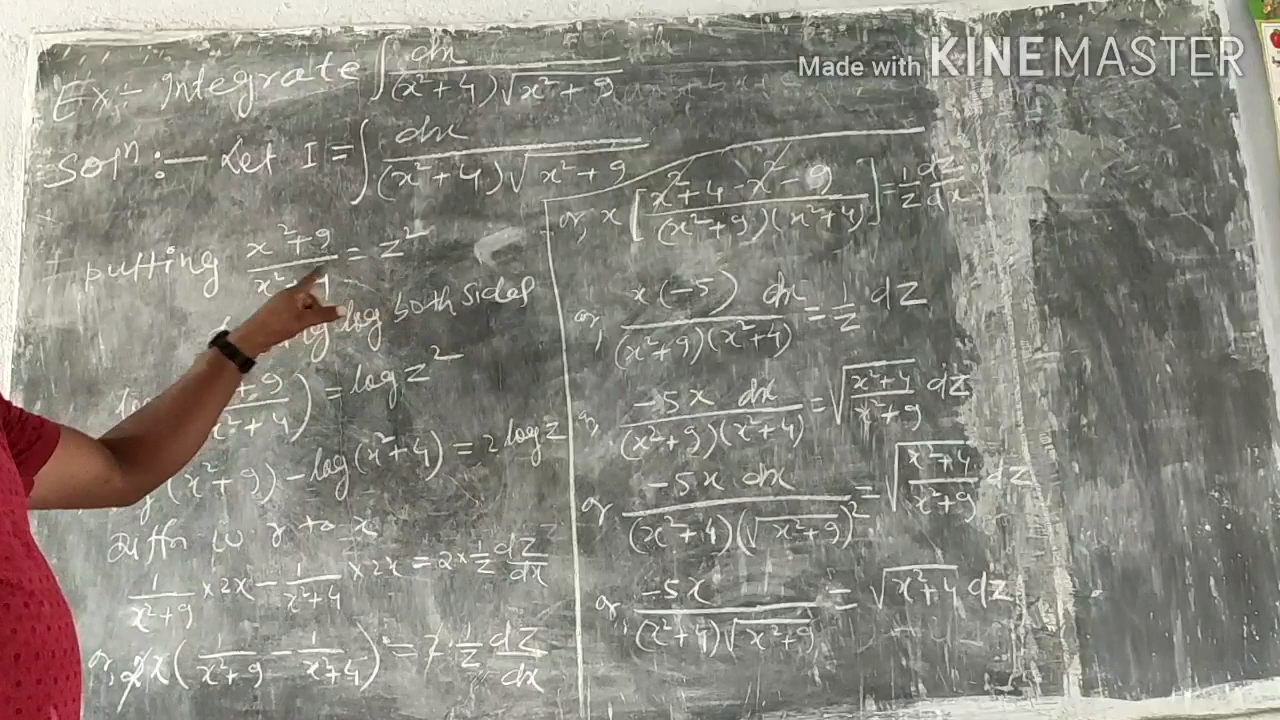 Made with KINEMASTER
Ex:- Integrate ∫ dx / (x²+4)√x²+9
Solⁿ :- Let I = ∫ dx / (x²+4)√x²+9
putting x²+9 / x² = z²
log both sides
+9 / x²+4) = log z²
(x²+9) - log(x²+4) = 2 log z
Diffn w r to x
1/x²+9 × 2x - 1/x²+4 × 2x = 2 × 1/z dz/dx
or, 2x(1/x²+9 - 1/x²+4) = 2 · 1/z dz/dx
or, x [x²+4-x²-9 / (x²+9)(x²+4)] = 1/z dz/dx
or, x(-5) dx / (x²+9)(x²+4) = 1/z dz
or, -5x dx / (x²+9)(x²+4) = √x²+4 / x²+9 dz
or -5x dx / (x²+4)(√x²+9)² = √x²+4 / x²+9 dz
or, -5x / (x²+4)√x²+9 = √x²+4 dz